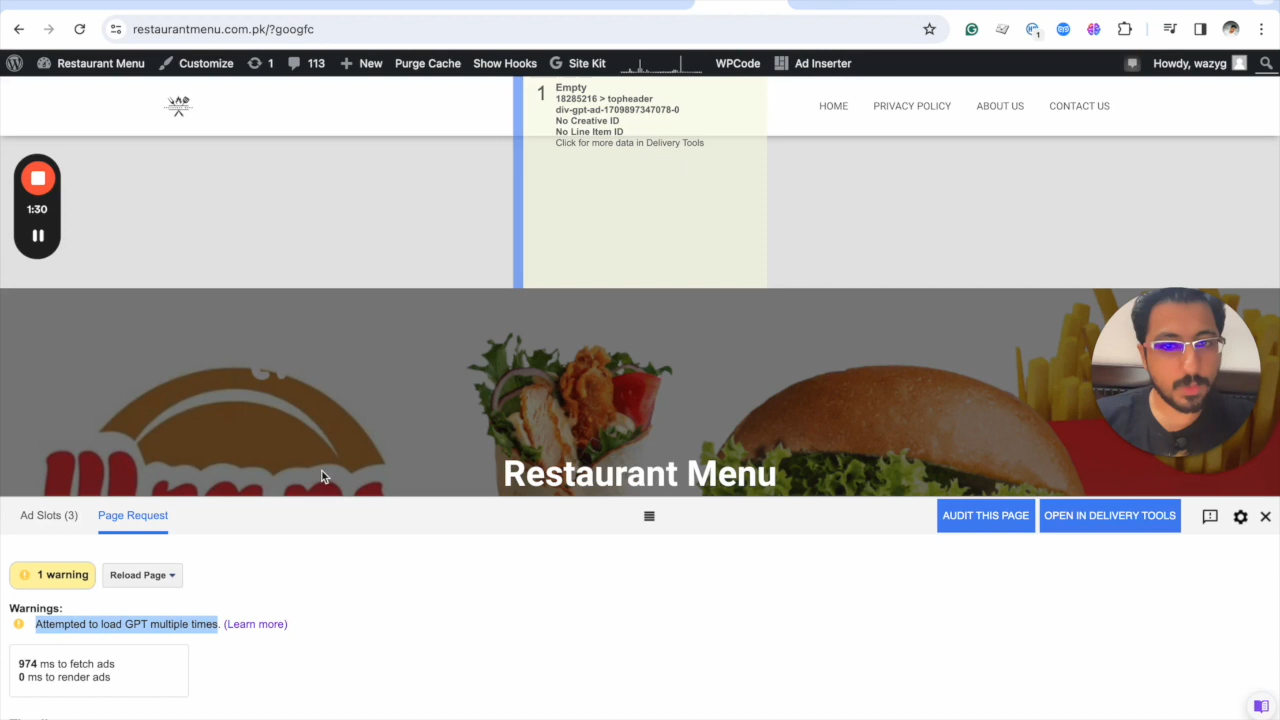 restaurantmenu.com.pk/?googfc
1
Restaurant Menu Customize 1 113 New Purge Cache Show Hooks Site Kit WPCode Ad Inserter Howdy, wazyg
1 Empty
18285216 > topheader
div-gpt-ad-1709897347078-0
No Creative ID
No Line Item ID
Click for more data in Delivery Tools
HOME PRIVACY POLICY ABOUT US CONTACT US
1:30
Restaurant Menu
Ad Slots (3) Page Request AUDIT THIS PAGE OPEN IN DELIVERY TOOLS
1 warning Reload Page
Warnings:
Attempted to load GPT multiple times. (Learn more)
974 ms to fetch ads
0 ms to render ads